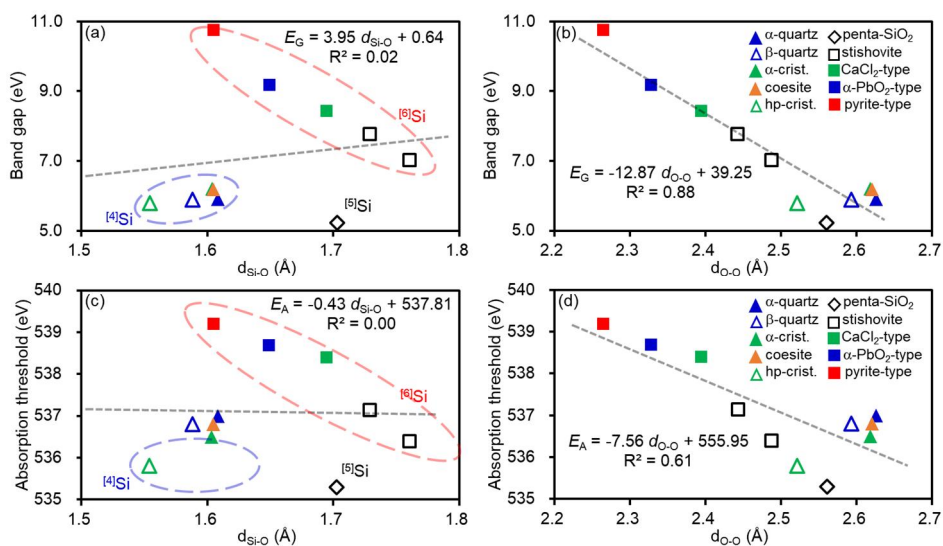 (a)
E_G = 3.95 d_Si-O + 0.64
R² = 0.02
[6]Si
[4]Si
[5]Si
Band gap (eV)
11.0
9.0
7.0
5.0
1.5 1.6 1.7 1.8
d_Si-O (Å)
(b)
α-quartz
β-quartz
α-crist.
coesite
hp-crist.
penta-SiO₂
stishovite
CaCl₂-type
α-PbO₂-type
pyrite-type
E_G = -12.87 d_O-O + 39.25
R² = 0.88
Band gap (eV)
11.0
9.0
7.0
5.0
2.2 2.3 2.4 2.5 2.6 2.7
d_O-O (Å)
(c)
E_A = -0.43 d_Si-O + 537.81
R² = 0.00
[6]Si
[4]Si
[5]Si
Absorption threshold (eV)
540
539
538
537
536
535
1.5 1.6 1.7 1.8
d_Si-O (Å)
(d)
α-quartz
β-quartz
α-crist.
coesite
hp-crist.
penta-SiO₂
stishovite
CaCl₂-type
α-PbO₂-type
pyrite-type
E_A = -7.56 d_O-O + 555.95
R² = 0.61
Absorption threshold (eV)
540
539
538
537
536
535
2.2 2.3 2.4 2.5 2.6 2.7
d_O-O (Å)